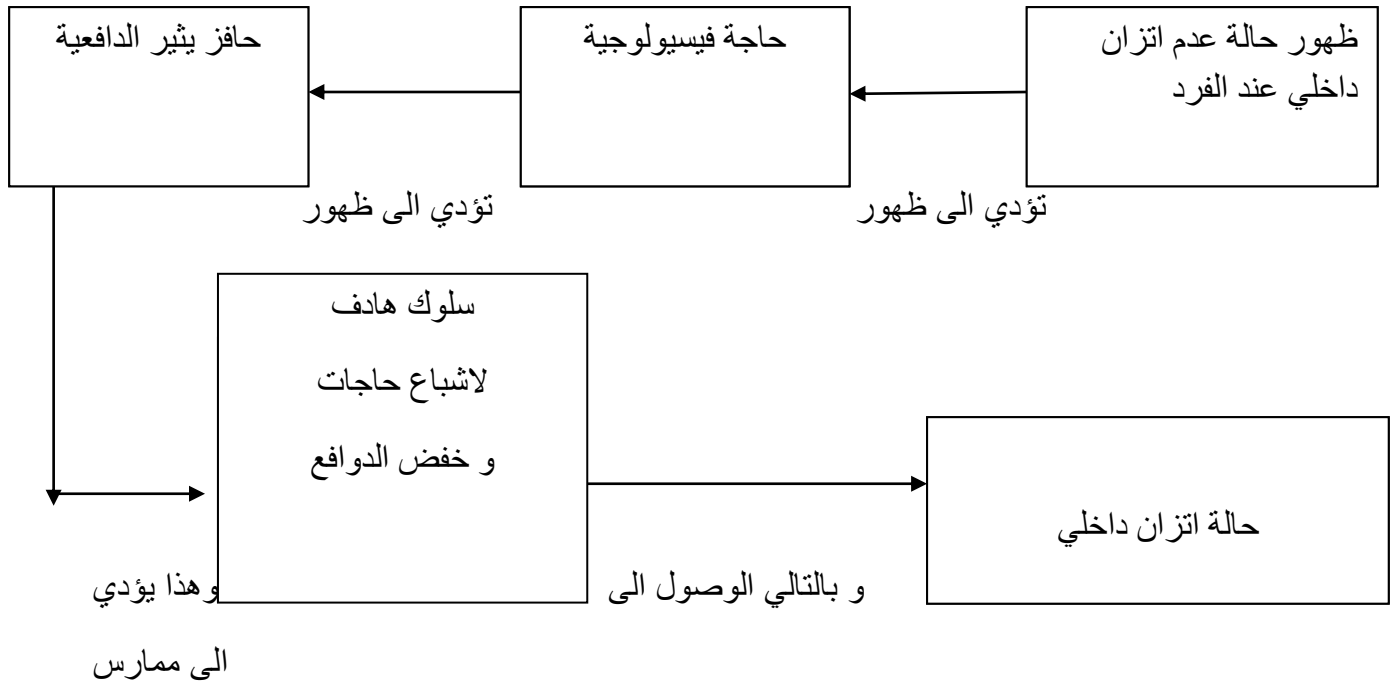 ظهور حالة عدم اتزان
داخلي عند الفرد
حاجة فيسيولوجية
حافز يثير الدافعية
تؤدي الى ظهور
تؤدي الى ظهور
سلوك هادف
لاشباع حاجات
و خفض الدوافع
حالة اتزان داخلي
وهذا يؤدي
الى ممارس
و بالتالي الوصول الى